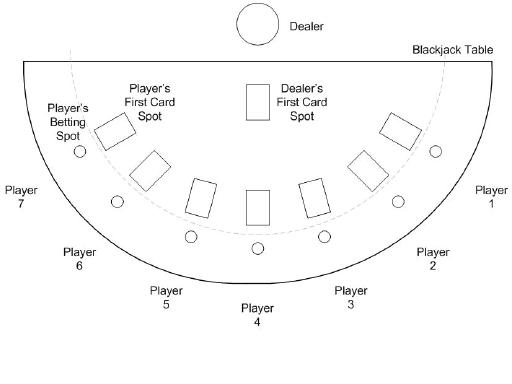 Dealer
Blackjack Table
Player's
First Card
Spot
Dealer's
First Card
Spot
Player's
Betting
Spot
Player
7
Player
1
Player
6
Player
2
Player
5
Player
3
Player
4